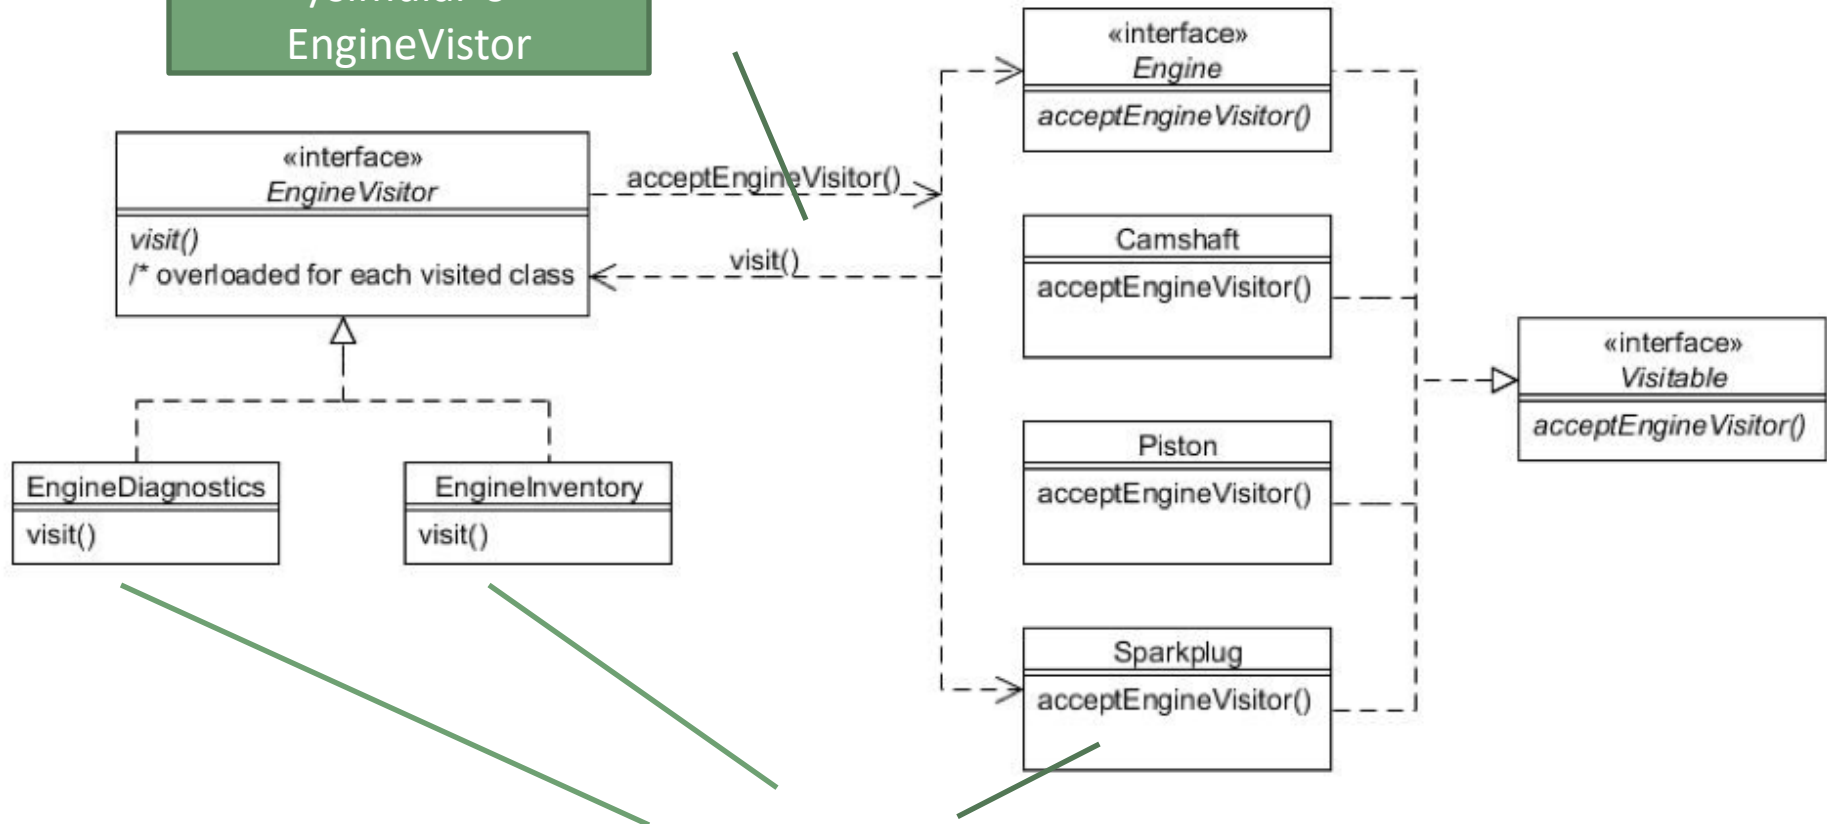 EngineVistor
«interface»
Engine
acceptEngineVisitor()
«interface»
EngineVisitor
visit()
/* overloaded for each visited class
acceptEngineVisitor()
visit()
Camshaft
acceptEngineVisitor()
Piston
acceptEngineVisitor()
Sparkplug
acceptEngineVisitor()
«interface»
Visitable
acceptEngineVisitor()
EngineDiagnostics
visit()
EngineInventory
visit()